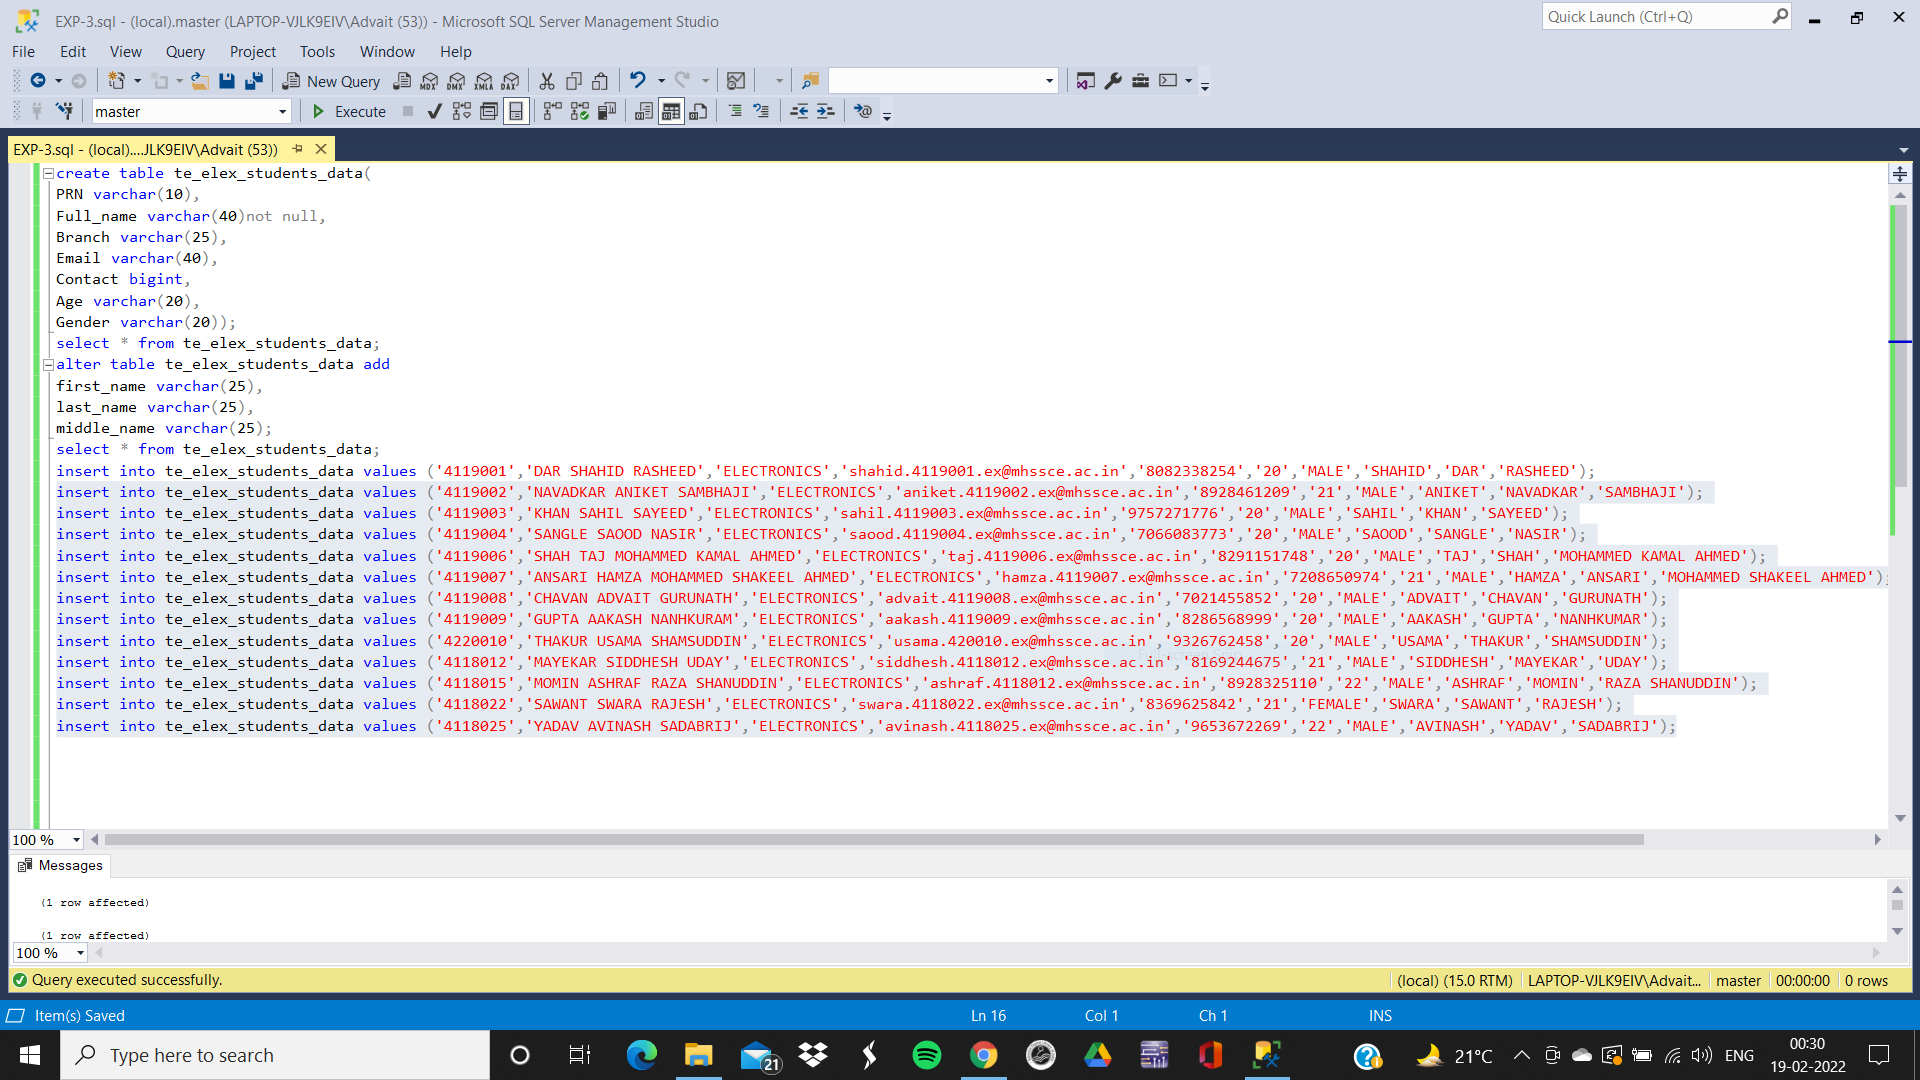 EXP-3.sql - (local).master (LAPTOP-VJLK9EIV\Advait (53)) - Microsoft SQL Server Management Studio
Quick Launch (Ctrl+Q)
File Edit View Query Project Tools Window Help
New Query MDX DMX XMLA DAX
master Execute
EXP-3.sql - (local)....JLK9EIV\Advait (53))
create table te_elex_students_data(
PRN varchar(10),
Full_name varchar(40)not null,
Branch varchar(25),
Email varchar(40),
Contact bigint,
Age varchar(20),
Gender varchar(20));
select * from te_elex_students_data;
alter table te_elex_students_data add
first_name varchar(25),
last_name varchar(25),
middle_name varchar(25);
select * from te_elex_students_data;
insert into te_elex_students_data values ('4119001','DAR SHAHID RASHEED','ELECTRONICS','shahid.4119001.ex@mhssce.ac.in','8082338254','20','MALE','SHAHID','DAR','RASHEED');
insert into te_elex_students_data values ('4119002','NAVADKAR ANIKET SAMBHAJI','ELECTRONICS','aniket.4119002.ex@mhssce.ac.in','8928461209','21','MALE','ANIKET','NAVADKAR','SAMBHAJI');
insert into te_elex_students_data values ('4119003','KHAN SAHIL SAYEED','ELECTRONICS','sahil.4119003.ex@mhssce.ac.in','9757271776','20','MALE','SAHIL','KHAN','SAYEED');
insert into te_elex_students_data values ('4119004','SANGLE SAOOD NASIR','ELECTRONICS','saood.4119004.ex@mhssce.ac.in','7066083773','20','MALE','SAOOD','SANGLE','NASIR');
insert into te_elex_students_data values ('4119006','SHAH TAJ MOHAMMED KAMAL AHMED','ELECTRONICS','taj.4119006.ex@mhssce.ac.in','8291151748','20','MALE','TAJ','SHAH','MOHAMMED KAMAL AHMED');
insert into te_elex_students_data values ('4119007','ANSARI HAMZA MOHAMMED SHAKEEL AHMED','ELECTRONICS','hamza.4119007.ex@mhssce.ac.in','7208650974','21','MALE','HAMZA','ANSARI','MOHAMMED SHAKEEL AHMED');
insert into te_elex_students_data values ('4119008','CHAVAN ADVAIT GURUNATH','ELECTRONICS','advait.4119008.ex@mhssce.ac.in','7021455852','20','MALE','ADVAIT','CHAVAN','GURUNATH');
insert into te_elex_students_data values ('4119009','GUPTA AAKASH NANHKURAM','ELECTRONICS','aakash.4119009.ex@mhssce.ac.in','8286568999','20','MALE','AAKASH','GUPTA','NANHKUMAR');
insert into te_elex_students_data values ('4220010','THAKUR USAMA SHAMSUDDIN','ELECTRONICS','usama.420010.ex@mhssce.ac.in','9326762458','20','MALE','USAMA','THAKUR','SHAMSUDDIN');
insert into te_elex_students_data values ('4118012','MAYEKAR SIDDHESH UDAY','ELECTRONICS','siddhesh.4118012.ex@mhssce.ac.in','8169244675','21','MALE','SIDDHESH','MAYEKAR','UDAY');
insert into te_elex_students_data values ('4118015','MOMIN ASHRAF RAZA SHANUDDIN','ELECTRONICS','ashraf.4118012.ex@mhssce.ac.in','8928325110','22','MALE','ASHRAF','MOMIN','RAZA SHANUDDIN');
insert into te_elex_students_data values ('4118022','SAWANT SWARA RAJESH','ELECTRONICS','swara.4118022.ex@mhssce.ac.in','8369625842','21','FEMALE','SWARA','SAWANT','RAJESH');
insert into te_elex_students_data values ('4118025','YADAV AVINASH SADABRIJ','ELECTRONICS','avinash.4118025.ex@mhssce.ac.in','9653672269','22','MALE','AVINASH','YADAV','SADABRIJ');
100 %
Messages
(1 row affected)
(1 row affected)
100 %
Query executed successfully. (local) (15.0 RTM) LAPTOP-VJLK9EIV\Advait... master 00:00:00 0 rows
Item(s) Saved Ln 16 Col 1 Ch 1 INS
Type here to search 21 21°C ENG 00:30
19-02-2022